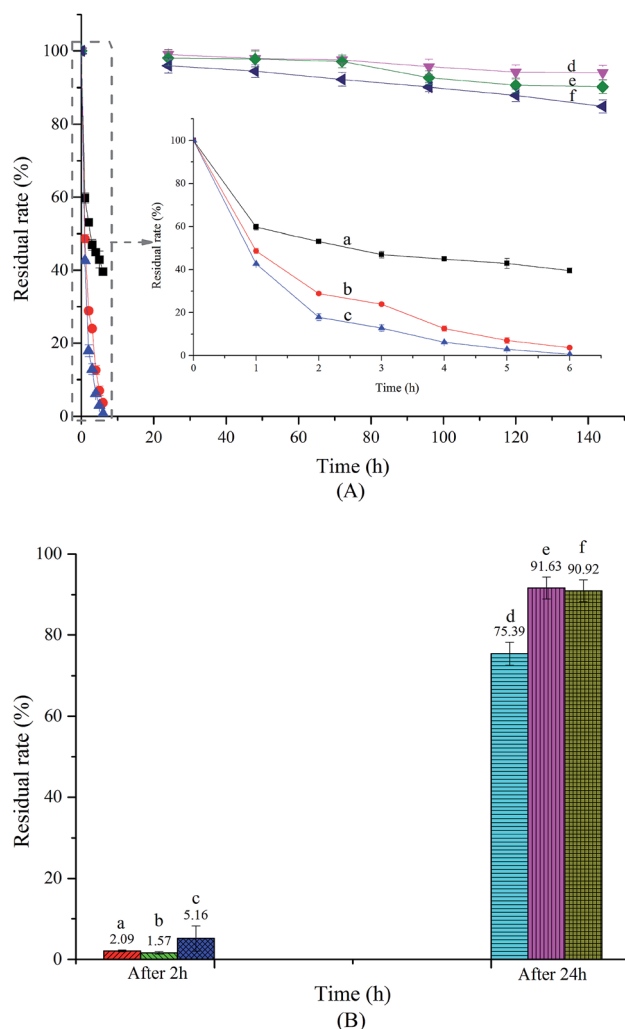 100
80
60
40
20
0
Residual rate (%)
d
e
f
100
80
60
40
20
0
Residual rate (%)
a
b
c
0 1 2 3 4 5 6
Time (h)
0 20 40 60 80 100 120 140
Time (h)
(A)
100
80
60
40
20
0
Residual rate (%)
a
2.09
b
1.57
c
5.16
d
75.39
e
91.63
f
90.92
After 2h After 24h
Time (h)
(B)